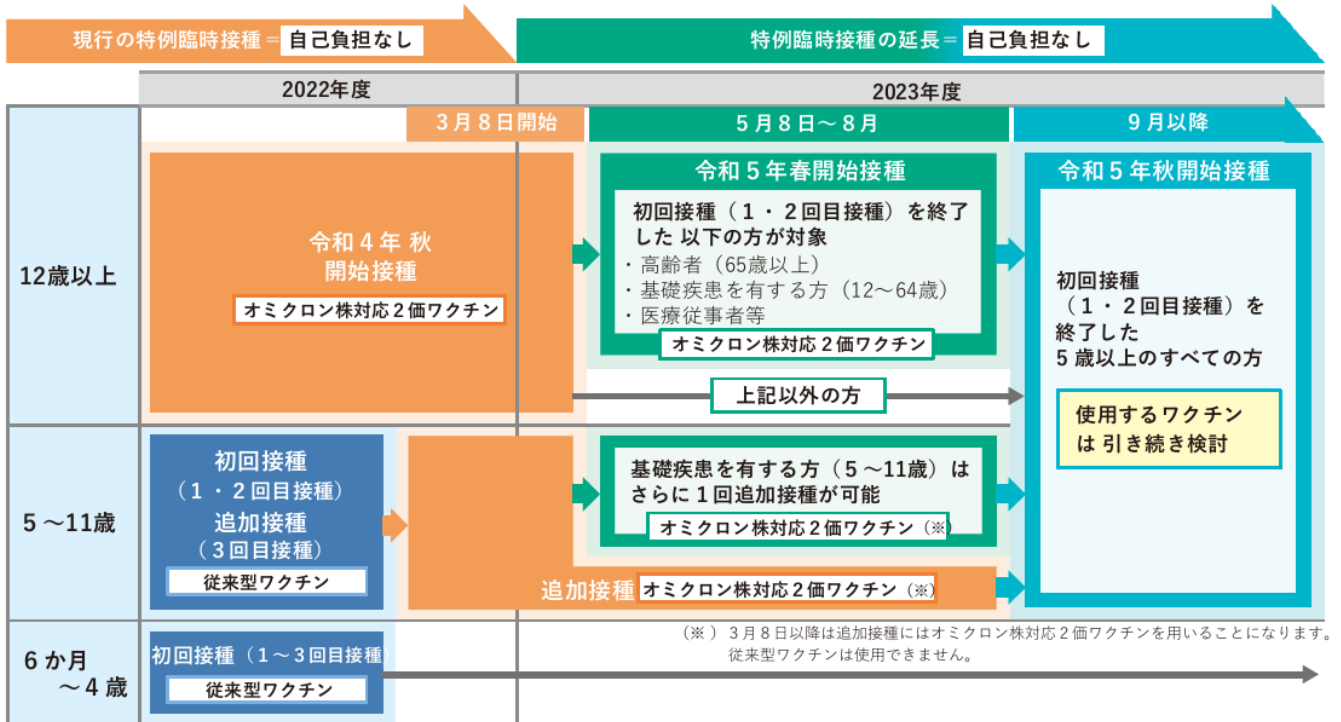 現行の特例臨時接種＝ 自己負担なし
特例臨時接種の延長＝ 自己負担なし
2022年度
2023年度
3月8日開始
5月8日～8月
9月以降
12歳以上
令和4年 秋
開始接種
オミクロン株対応2価ワクチン
令和5年春開始接種
初回接種（1・2回目接種）を終了
した 以下の方が対象
・高齢者（65歳以上）
・基礎疾患を有する方（12～64歳）
・医療従事者等
オミクロン株対応2価ワクチン
上記以外の方
令和5年秋開始接種
初回接種
（1・2回目接種）を
終了した
5歳以上のすべての方
使用するワクチン
は 引き続き検討
5～11歳
初回接種
（1・2回目接種）
追加接種
（3回目接種）
従来型ワクチン
基礎疾患を有する方（5～11歳）は
さらに1回追加接種が可能
オミクロン株対応2価ワクチン（※）
追加接種 オミクロン株対応2価ワクチン（※）
（※）3月8日以降は追加接種にはオミクロン株対応2価ワクチンを用いることになります。
従来型ワクチンは使用できません。
6か月
～4歳
初回接種（1～3回目接種）
従来型ワクチン